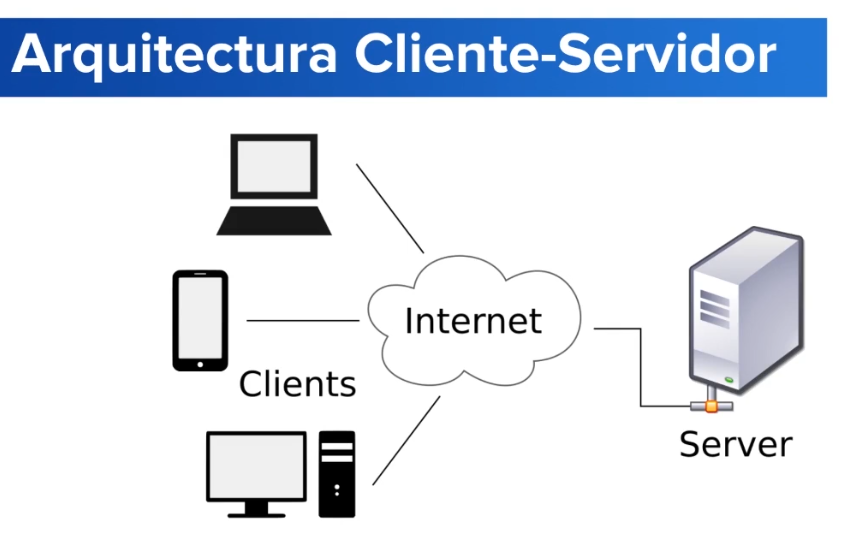 Arquitectura Cliente-Servidor
Internet
Clients
Server